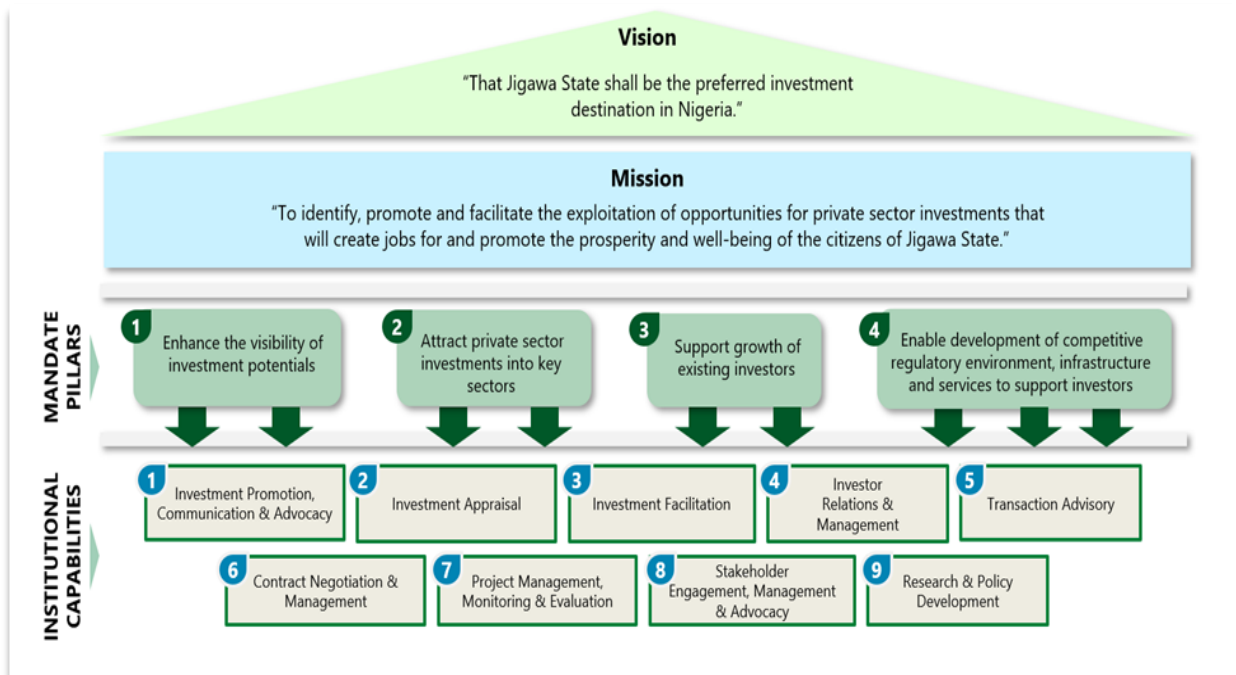 Vision
“That Jigawa State shall be the preferred investment
destination in Nigeria.”
Mission
“To identify, promote and facilitate the exploitation of opportunities for private sector investments that
will create jobs for and promote the prosperity and well-being of the citizens of Jigawa State.”
MANDATE
PILLARS
1
Enhance the visibility of
investment potentials
2
Attract private sector
investments into key
sectors
3
Support growth of
existing investors
4
Enable development of competitive
regulatory environment, infrastructure
and services to support investors
INSTITUTIONAL
CAPABILITIES
1
Investment Promotion,
Communication & Advocacy
2
Investment Appraisal
3
Investment Facilitation
4
Investor
Relations &
Management
5
Transaction Advisory
6
Contract Negotiation &
Management
7
Project Management,
Monitoring & Evaluation
8
Stakeholder
Engagement, Management
& Advocacy
9
Research & Policy
Development